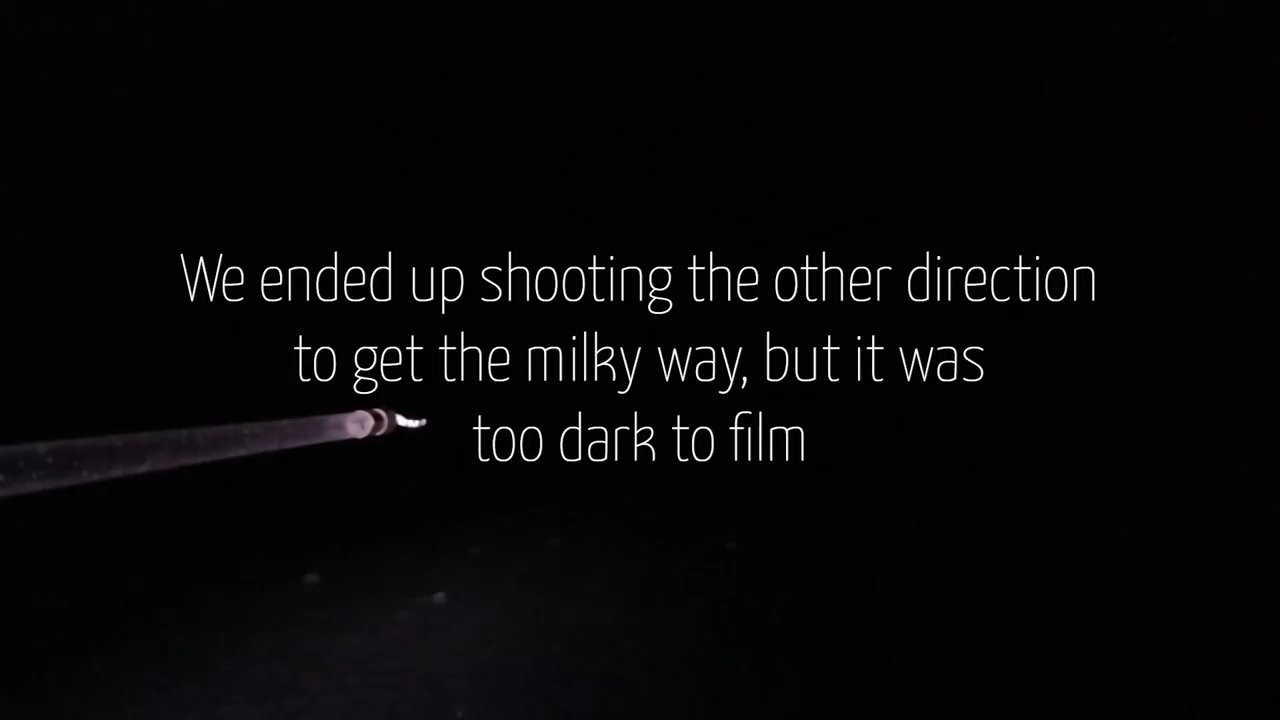 We ended up shooting the other direction
to get the milky way, but it was
too dark to film